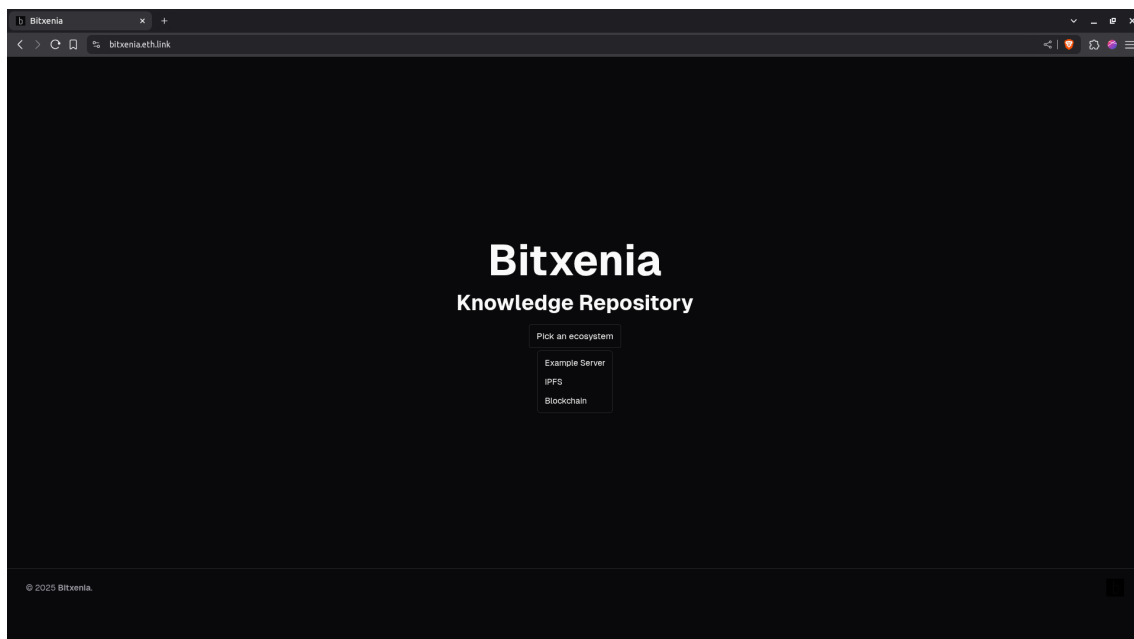 b Bitxenia
bitxenia.eth.link
Bitxenia
Knowledge Repository
Pick an ecosystem
Example Server
IPFS
Blockchain
© 2025 Bitxenia.
b